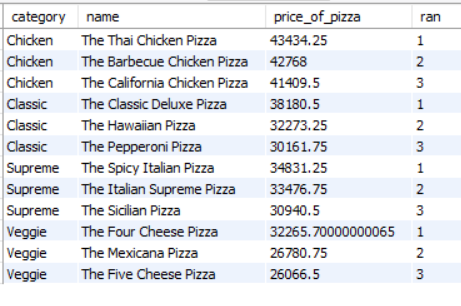 category name price_of_pizza ran
Chicken The Thai Chicken Pizza 43434.25 1
Chicken The Barbecue Chicken Pizza 42768 2
Chicken The California Chicken Pizza 41409.5 3
Classic The Classic Deluxe Pizza 38180.5 1
Classic The Hawaiian Pizza 32273.25 2
Classic The Pepperoni Pizza 30161.75 3
Supreme The Spicy Italian Pizza 34831.25 1
Supreme The Italian Supreme Pizza 33476.75 2
Supreme The Sicilian Pizza 30940.5 3
Veggie The Four Cheese Pizza 32265.70000000065 1
Veggie The Mexicana Pizza 26780.75 2
Veggie The Five Cheese Pizza 26066.5 3